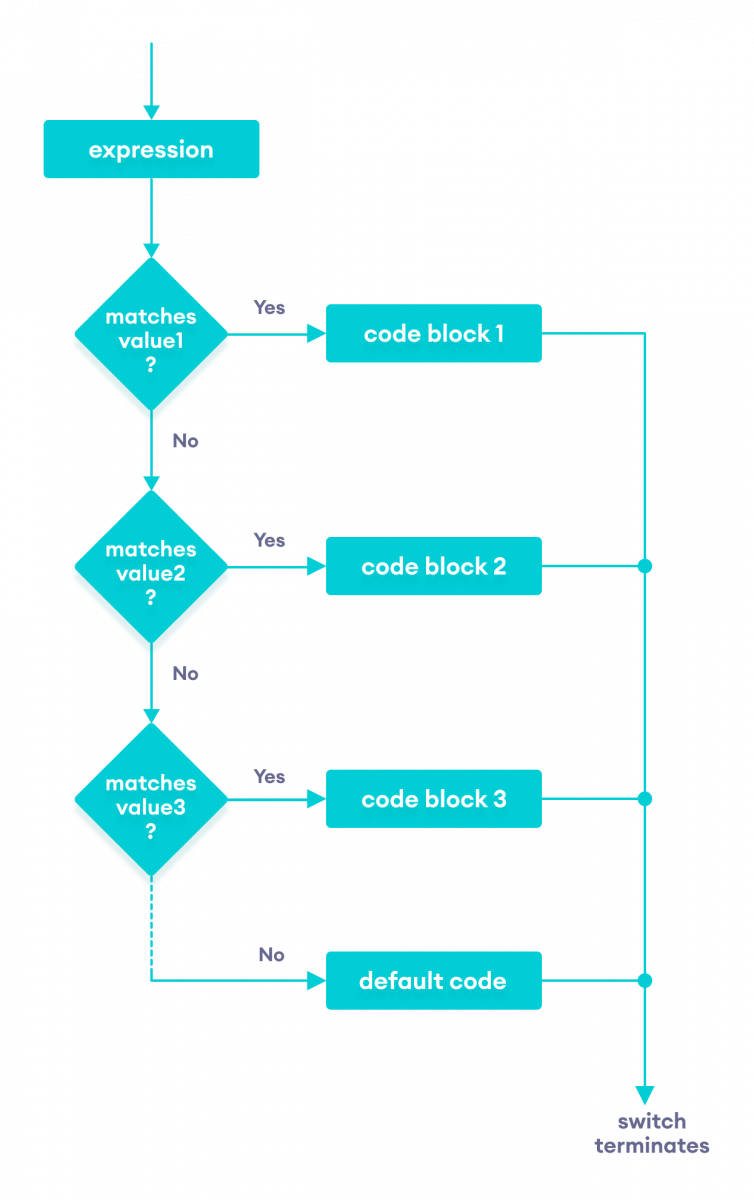 expression
matches
value1
?
Yes
code block 1
No
matches
value2
?
Yes
code block 2
No
matches
value3
?
Yes
code block 3
No
default code
switch
terminates